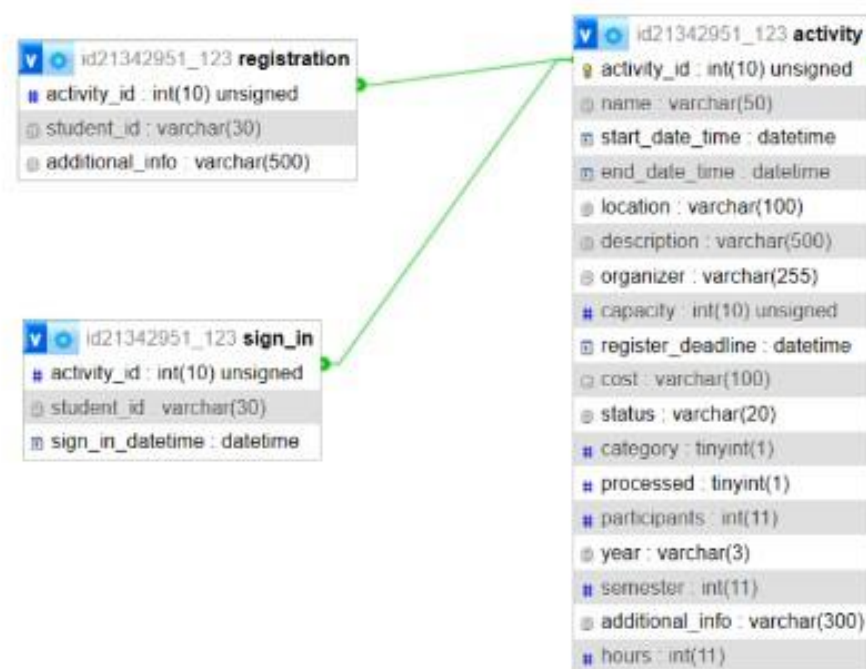 id21342951_123 registration
activity_id : int(10) unsigned
student_id : varchar(30)
additional_info : varchar(500)
id21342951_123 sign_in
activity_id : int(10) unsigned
student_id : varchar(30)
sign_in_datetime : datetime
id21342951_123 activity
activity_id : int(10) unsigned
name : varchar(50)
start_date_time : datetime
end_date_time : datetime
location : varchar(100)
description : varchar(500)
organizer : varchar(255)
capacity : int(10) unsigned
register_deadline : datetime
cost : varchar(100)
status : varchar(20)
category : tinyint(1)
processed : tinyint(1)
participants : int(11)
year : varchar(3)
semester : int(11)
additional_info : varchar(300)
hours : int(11)